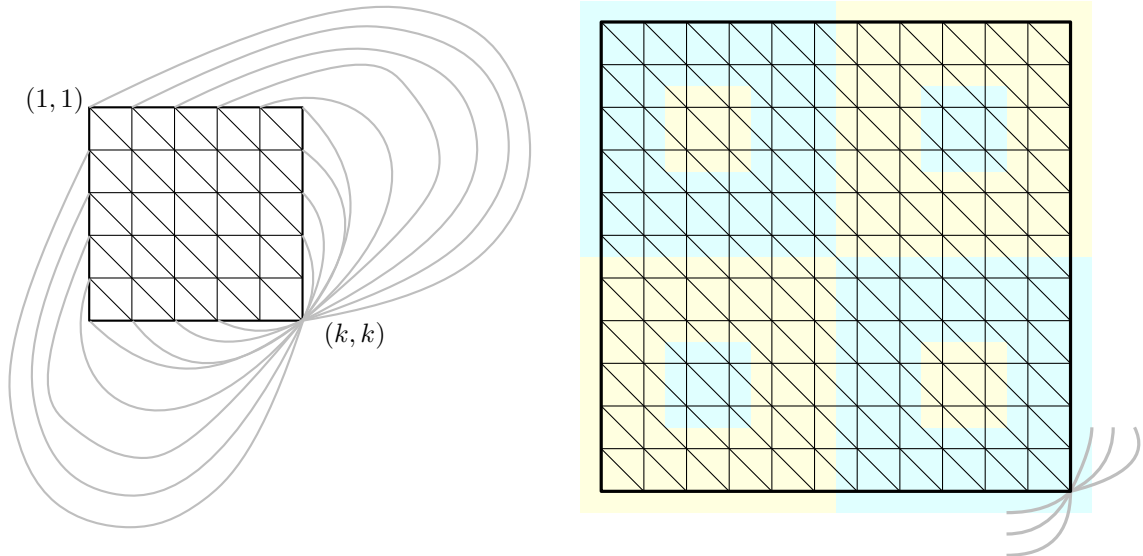 (1, 1)
(k, k)